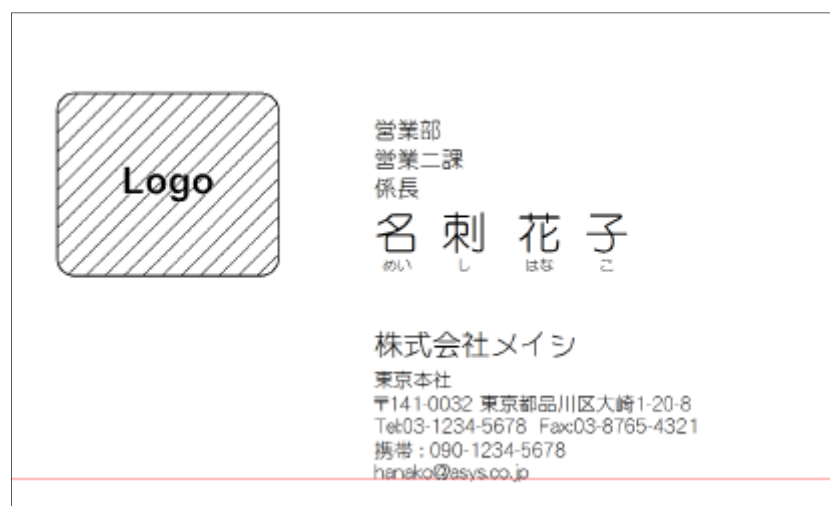 Logo
営業部
営業二課
係長
名刺 花子
めい し はな こ
株式会社メイシ
東京本社
〒141-0032 東京都品川区大崎1-20-8
Tel:03-1234-5678 Fax:03-8765-4321
携帯：090-1234-5678
hanako@asys.co.jp